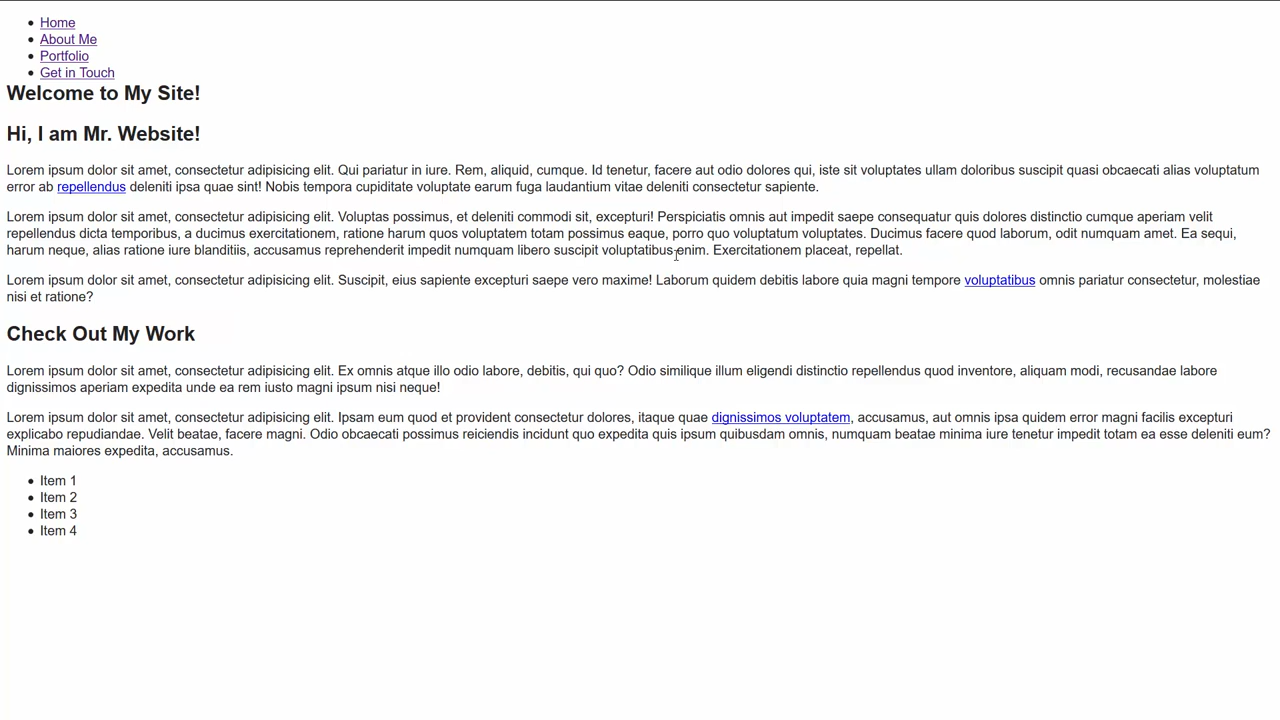 Home
About Me
Portfolio
Get in Touch
Welcome to My Site!
Hi, I am Mr. Website!
Lorem ipsum dolor sit amet, consectetur adipisicing elit. Qui pariatur in iure. Rem, aliquid, cumque. Id tenetur, facere aut odio dolores qui, iste sit voluptates ullam doloribus suscipit quasi obcaecati alias voluptatum
error ab repellendus deleniti ipsa quae sint! Nobis tempora cupiditate voluptate earum fuga laudantium vitae deleniti consectetur sapiente.
Lorem ipsum dolor sit amet, consectetur adipisicing elit. Voluptas possimus, et deleniti commodi sit, excepturi! Perspiciatis omnis aut impedit saepe consequatur quis dolores distinctio cumque aperiam velit
repellendus dicta temporibus, a ducimus exercitationem, ratione harum quos voluptatem totam possimus eaque, porro quo voluptatum voluptates. Ducimus facere quod laborum, odit numquam amet. Ea sequi,
harum neque, alias ratione iure blanditiis, accusamus reprehenderit impedit numquam libero suscipit voluptatibus enim. Exercitationem placeat, repellat.
Lorem ipsum dolor sit amet, consectetur adipisicing elit. Suscipit, eius sapiente excepturi saepe vero maxime! Laborum quidem debitis labore quia magni tempore voluptatibus omnis pariatur consectetur, molestiae
nisi et ratione?
Check Out My Work
Lorem ipsum dolor sit amet, consectetur adipisicing elit. Ex omnis atque illo odio labore, debitis, qui quo? Odio similique illum eligendi distinctio repellendus quod inventore, aliquam modi, recusandae labore
dignissimos aperiam expedita unde ea rem iusto magni ipsum nisi neque!
Lorem ipsum dolor sit amet, consectetur adipisicing elit. Ipsam eum quod et provident consectetur dolores, itaque quae dignissimos voluptatem, accusamus, aut omnis ipsa quidem error magni facilis excepturi
explicabo repudiandae. Velit beatae, facere magni. Odio obcaecati possimus reiciendis incidunt quo expedita quis ipsum quibusdam omnis, numquam beatae minima iure tenetur impedit totam ea esse deleniti eum?
Minima maiores expedita, accusamus.
Item 1
Item 2
Item 3
Item 4